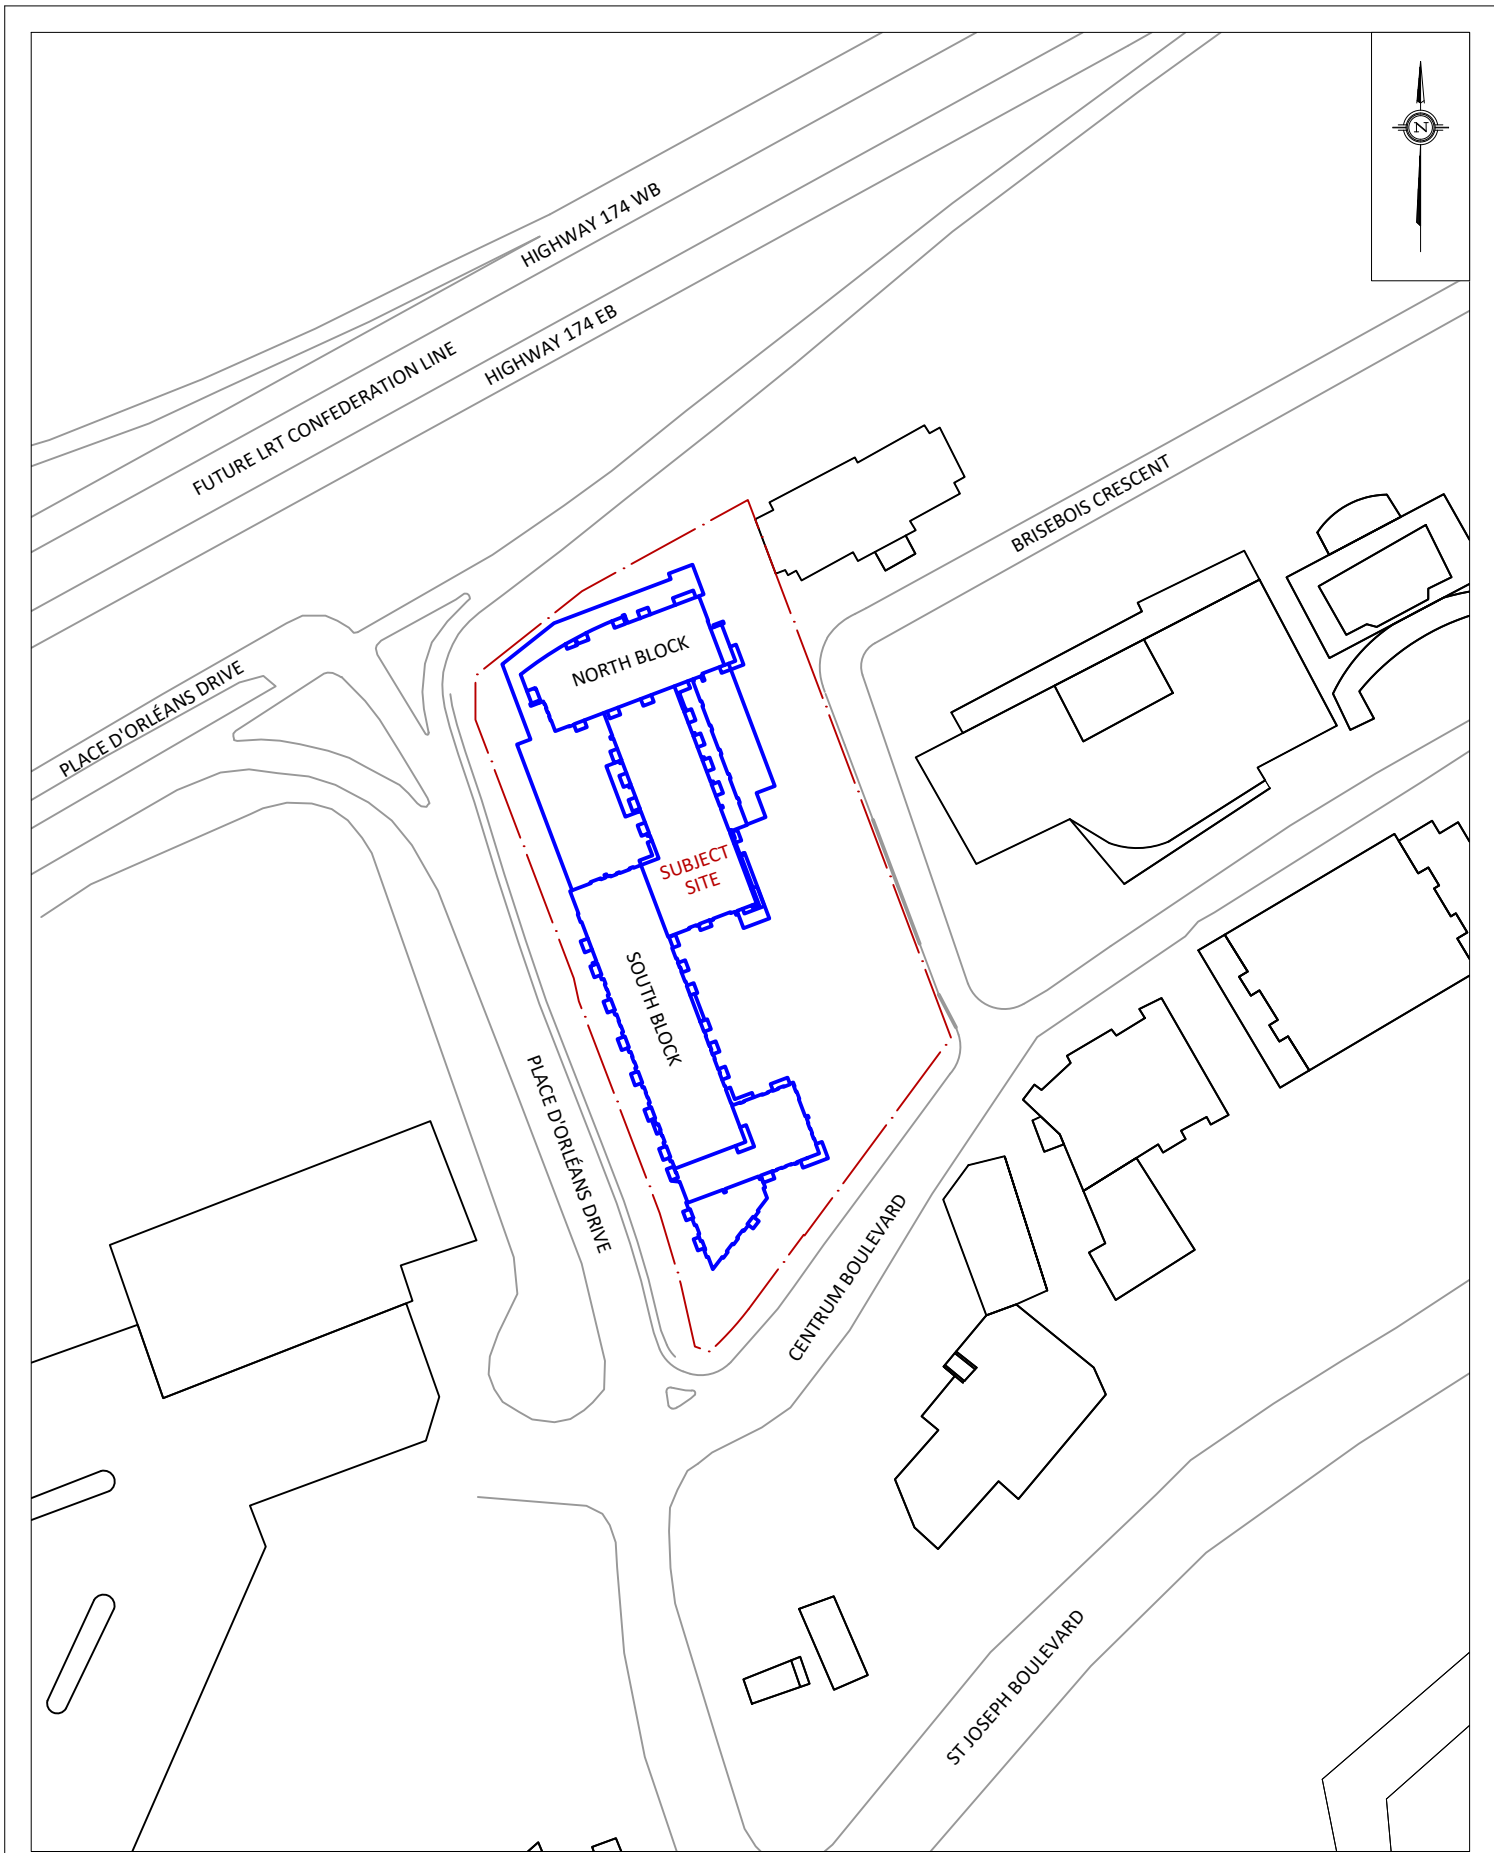 N
HIGHWAY 174 WB
HIGHWAY 174 EB
FUTURE LRT CONFEDERATION LINE
BRISEBOIS CRESCENT
PLACE D'ORLÉANS DRIVE
NORTH BLOCK
SUBJECT
SITE
SOUTH BLOCK
PLACE D'ORLÉANS DRIVE
CENTRUM BOULEVARD
ST JOSEPH BOULEVARD